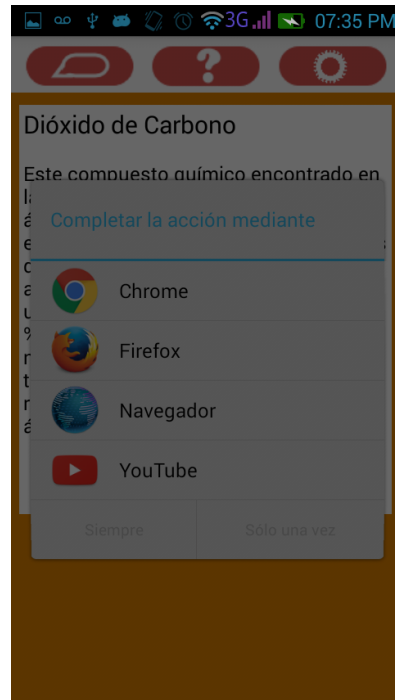 3G 07:35 PM
?
Dióxido de Carbono
Este compuesto químico encontrado en
Completar la acción mediante
Chrome
Firefox
Navegador
YouTube
Siempre Sólo una vez